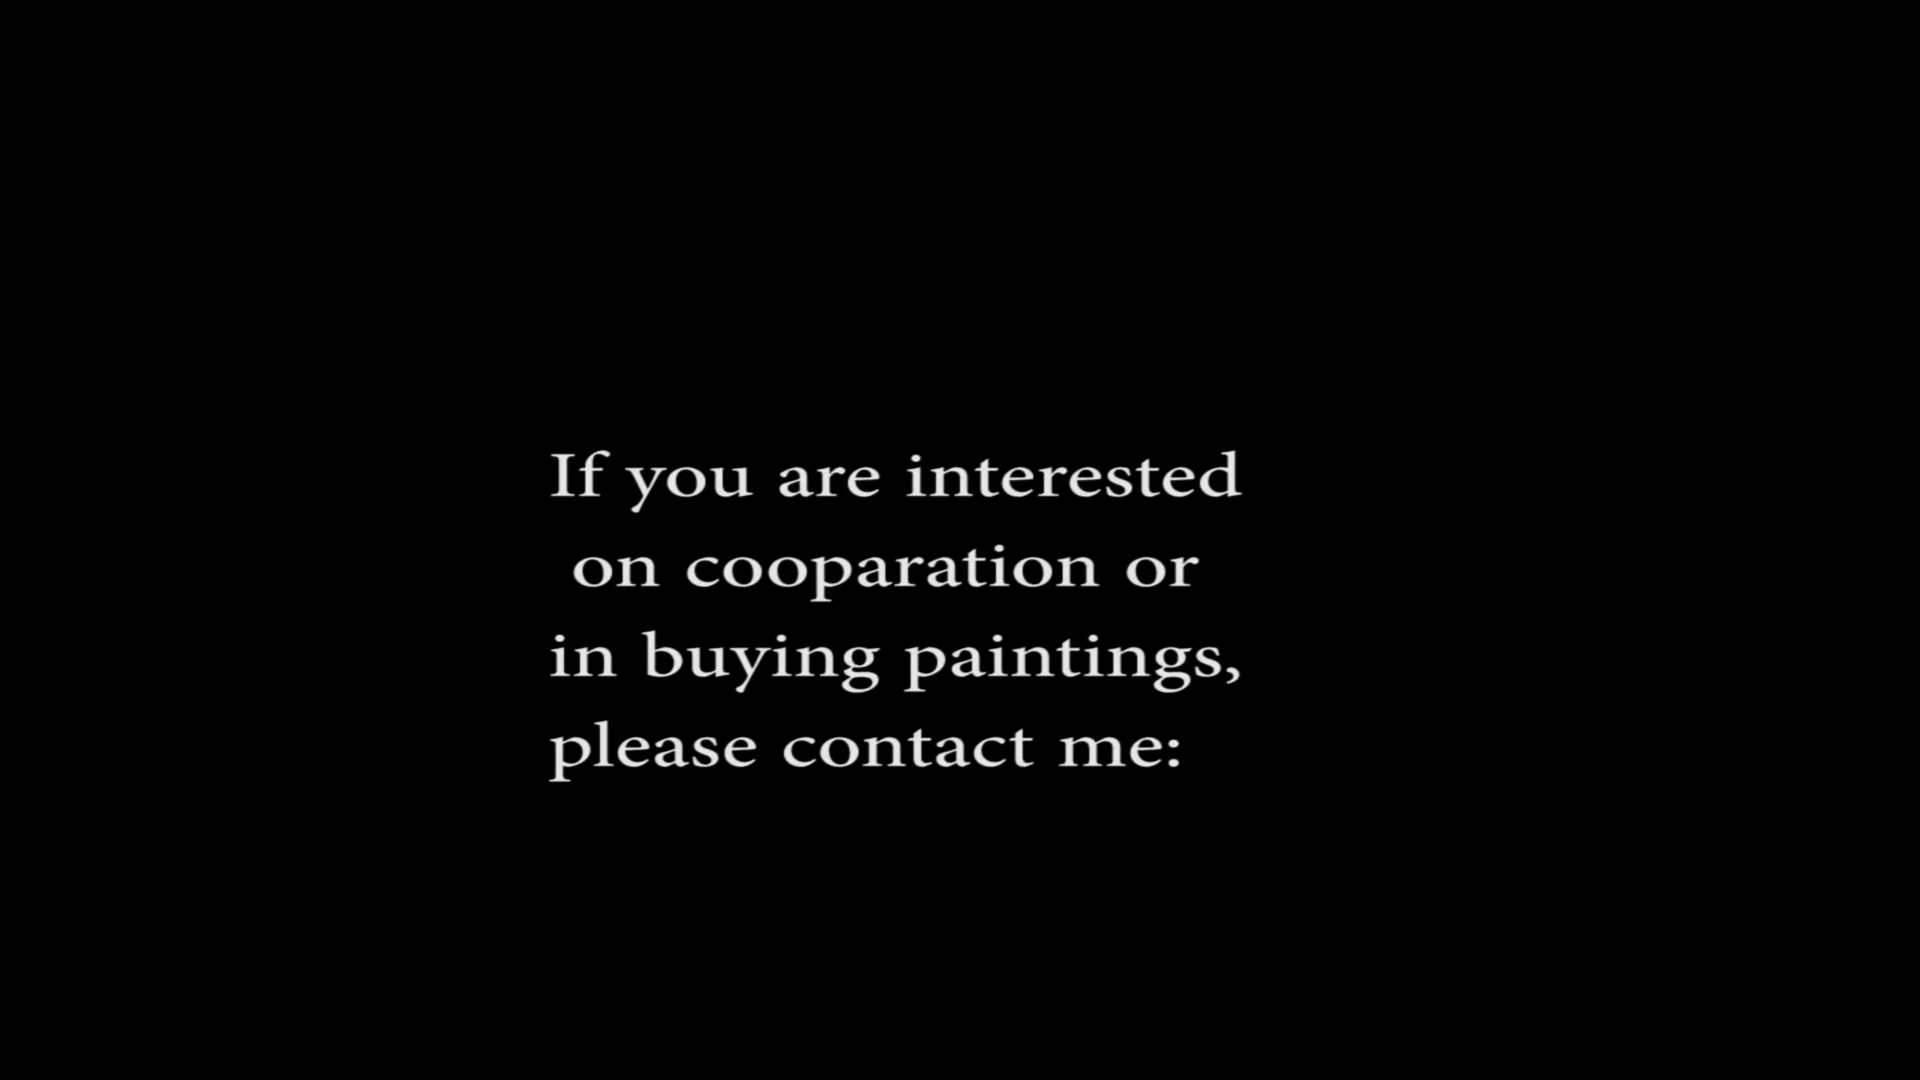 If you are interested
on cooparation or
in buying paintings,
please contact me: